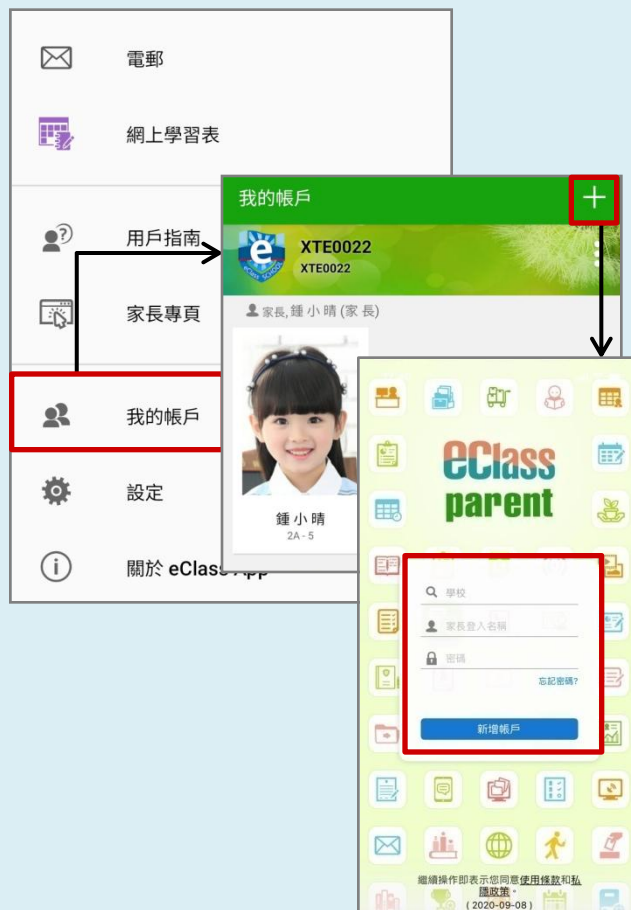 電郵
網上學習表
用戶指南
家長專頁
我的帳戶
設定
關於 eClass App
我的帳戶
XTE0022
XTE0022
家長,鍾小晴 (家長)
鍾小晴
2A - 5
eClass
parent
學校
家長登入名稱
密碼
忘記密碼?
新增帳戶
繼續操作即表示您同意使用條款和私
隱政策。
( 2020-09-08 )